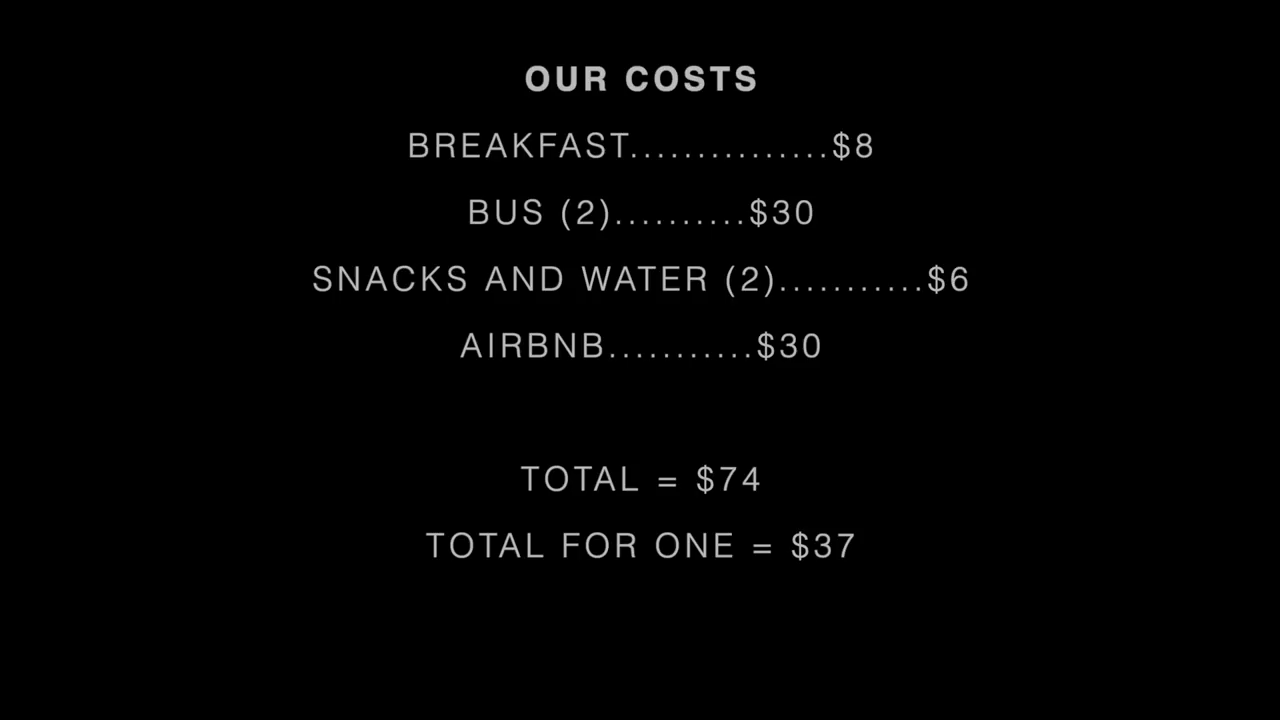 OUR COSTS
BREAKFAST...............$8
BUS (2)..........$30
SNACKS AND WATER (2)...........$6
AIRBNB...........$30
TOTAL = $74
TOTAL FOR ONE = $37